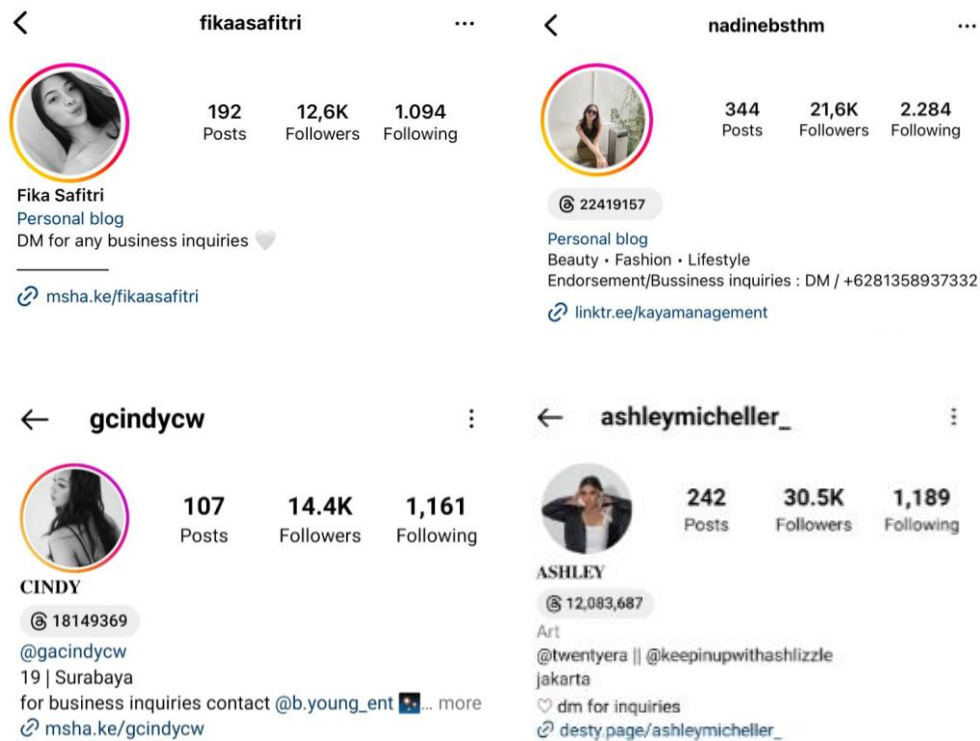 fikaasafitri
192 12,6K 1.094
Posts Followers Following
Fika Safitri
Personal blog
DM for any business inquiries 🤍
msha.ke/fikaasafitri
nadinebsthm
344 21,6K 2.284
Posts Followers Following
22419157
Personal blog
Beauty • Fashion • Lifestyle
Endorsement/Bussiness inquiries : DM / +6281358937332
linktr.ee/kayamanagement
gcindycw
107 14.4K 1,161
Posts Followers Following
CINDY
18149369
@gacindycw
19 | Surabaya
for business inquiries contact @b.young_ent 🌃... more
msha.ke/gcindycw
ashleymicheller_
242 30.5K 1,189
Posts Followers Following
ASHLEY
12,083,687
Art
@twentyera || @keepinupwithashlizzle
jakarta
♡ dm for inquiries
desty.page/ashleymicheller_